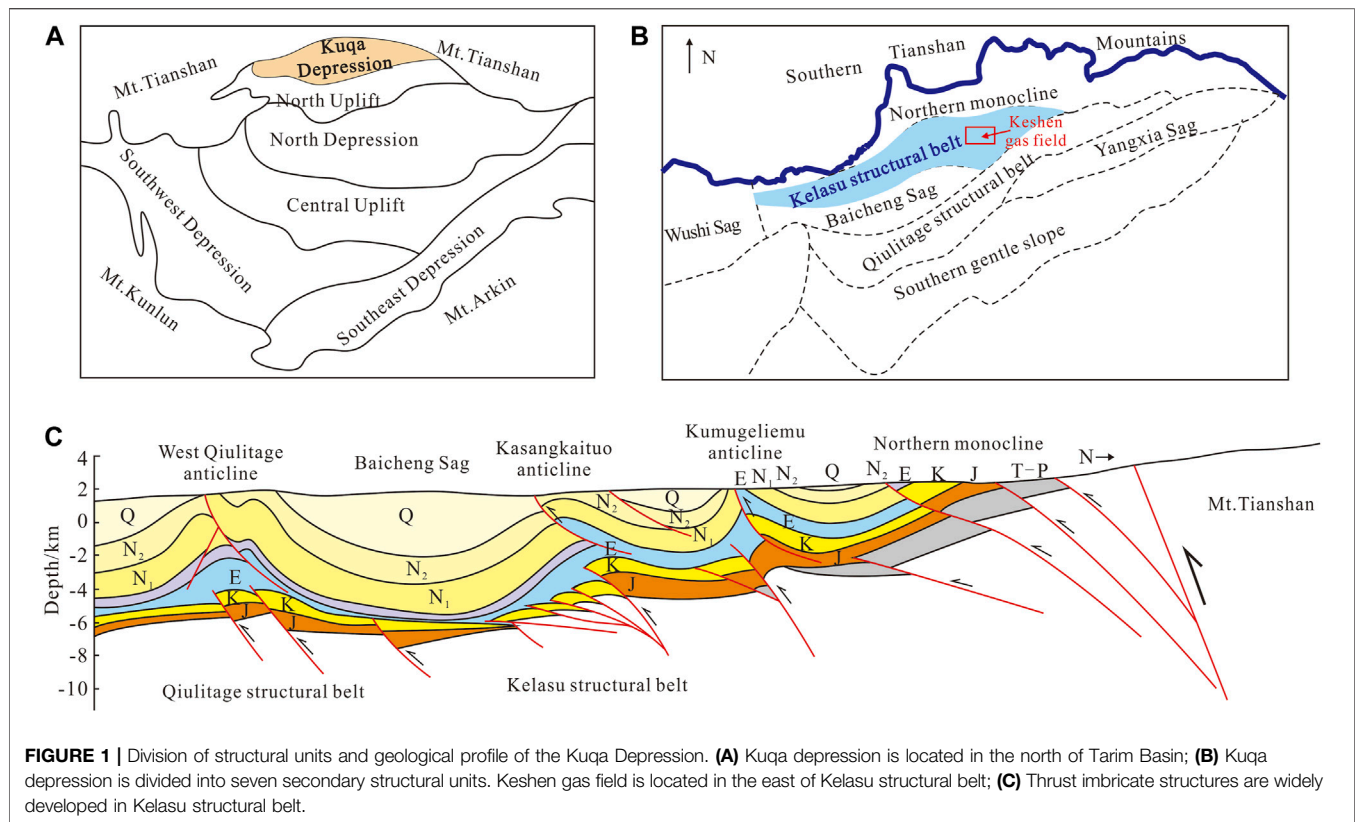 A
Kuqa
Depression
Mt.Tianshan
Mt.Tianshan
North Uplift
North Depression
Southwest Depression
Central Uplift
Southeast Depression
Mt.Kunlun
Mt.Arkin
B
N
Southern Tianshan Mountains
Northern monocline
Keshen
gas field
Kelasu structural belt
Yangxia Sag
Wushi Sag
Baicheng Sag
Qiulitage structural belt
Southern gentle slope
C
West Qiulitage
anticline
Baicheng Sag
Kasangkaituo
anticline
Kumugeliemu
anticline
Northern monocline
N→
E N₁ N₂ Q N₂ E K J T-P
Mt.Tianshan
Depth/km
4
2
0
-2
-4
-6
-8
-10
Q
N₂
N₁
E
K
K
J
J
Q
N₂
N₁
N₂
Q
N₂
N₁
E
K
J
E
K
J
Qiulitage structural belt
Kelasu structural belt
FIGURE 1 | Division of structural units and geological profile of the Kuqa Depression. (A) Kuqa depression is located in the north of Tarim Basin; (B) Kuqa
depression is divided into seven secondary structural units. Keshen gas field is located in the east of Kelasu structural belt; (C) Thrust imbricate structures are widely
developed in Kelasu structural belt.